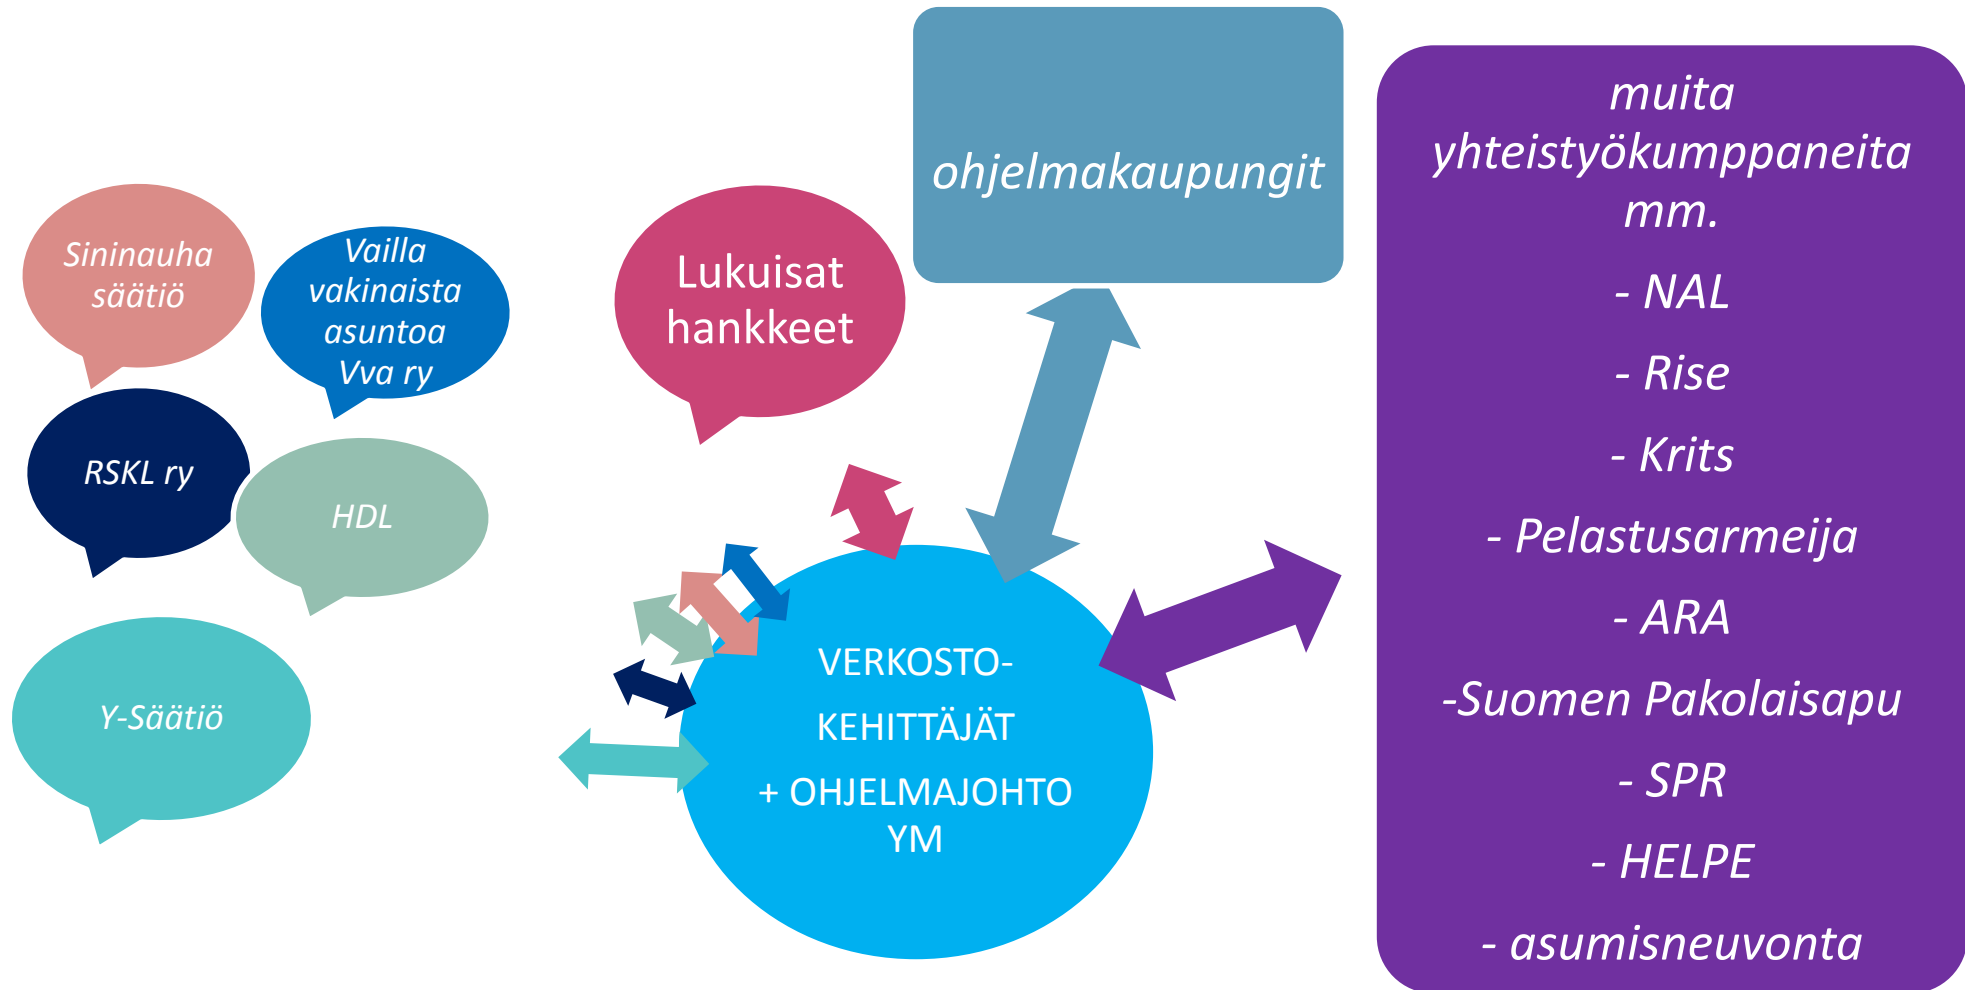 Sininauha
säätiö
Vailla
vakinaista
asuntoa
Vva ry
RSKL ry
HDL
Y-Säätiö
Lukuisat
hankkeet
ohjelmakaupungit
VERKOSTO-
KEHITTÄJÄT
+ OHJELMAJOHTO
YM
muita
yhteistyökumppaneita
mm.
- NAL
- Rise
- Krits
- Pelastusarmeija
- ARA
-Suomen Pakolaisapu
- SPR
- HELPE
- asumisneuvonta